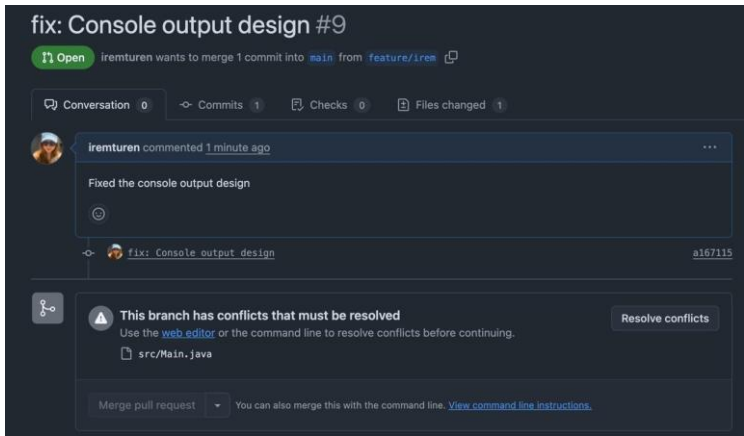 fix: Console output design #9
Open iremturen wants to merge 1 commit into main from feature/irem
Conversation 0 Commits 1 Checks 0 Files changed 1
iremturen commented 1 minute ago
Fixed the console output design
fix: Console output design a167115
This branch has conflicts that must be resolved
Use the web editor or the command line to resolve conflicts before continuing.
Resolve conflicts
src/Main.java
Merge pull request You can also merge this with the command line. View command line instructions.